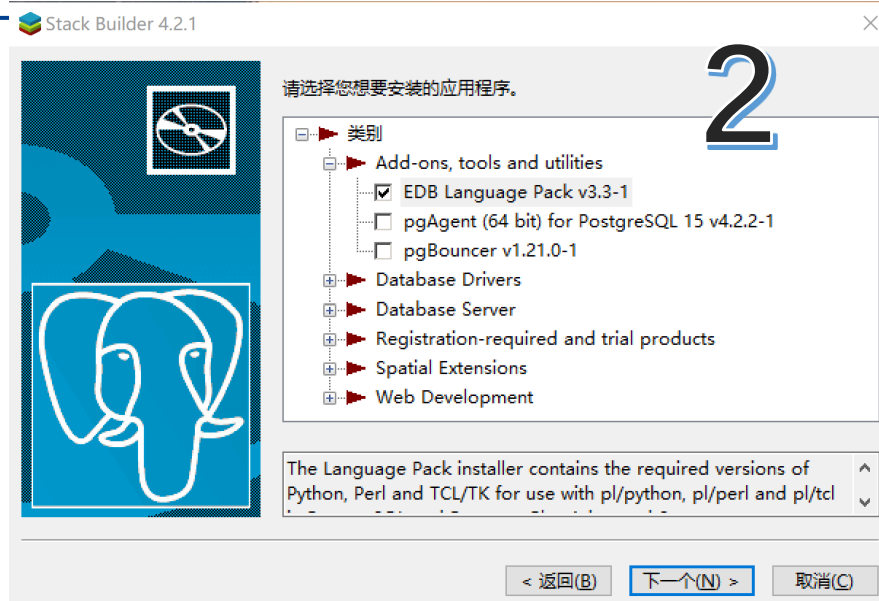 Stack Builder 4.2.1
2
请选择您想要安装的应用程序。
类别
Add-ons, tools and utilities
EDB Language Pack v3.3-1
pgAgent (64 bit) for PostgreSQL 15 v4.2.2-1
pgBouncer v1.21.0-1
Database Drivers
Database Server
Registration-required and trial products
Spatial Extensions
Web Development
The Language Pack installer contains the required versions of
Python, Perl and TCL/TK for use with pl/python, pl/perl and pl/tcl
< 返回(B)
下一个(N) >
取消(C)